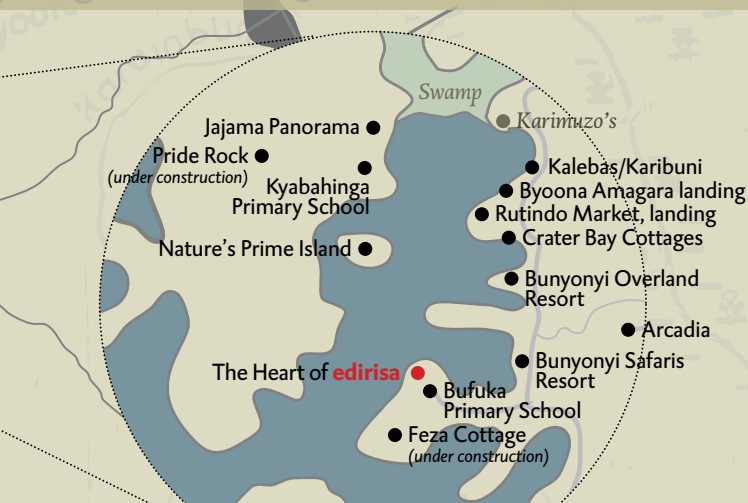 Swamp
Karimuzo's
Jajama Panorama
Pride Rock
(under construction)
Kyabahinga
Primary School
Kalebas/Karibuni
Byoona Amagara landing
Rutindo Market, landing
Nature's Prime Island
Crater Bay Cottages
Bunyonyi Overland
Resort
Arcadia
Bunyonyi Safaris
Resort
The Heart of edirisa
Bufuka
Primary School
Feza Cottage
(under construction)